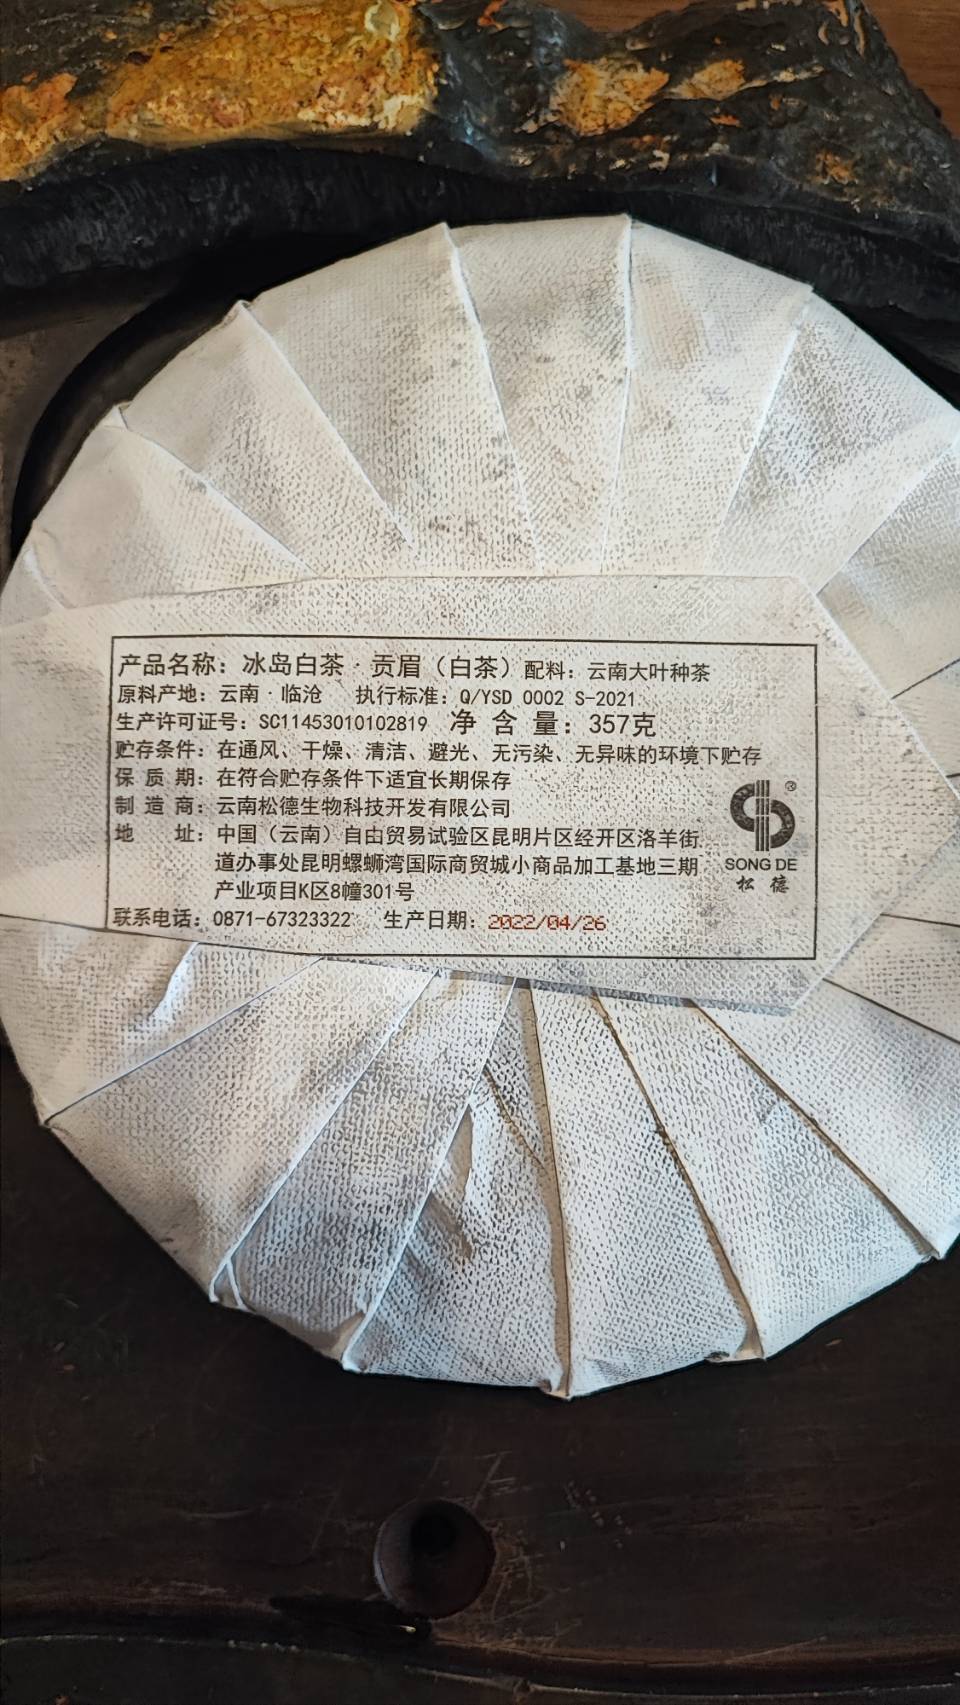 产品名称：冰岛白茶·贡眉（白茶）配料：云南大叶种茶
原料产地：云南·临沧 执行标准：Q/YSD 0002 S-2021
生产许可证号：SC11453010102819 净 含 量：357克
贮存条件：在通风、干燥、清洁、避光、无污染、无异味的环境下贮存
保 质 期：在符合贮存条件下适宜长期保存
制 造 商：云南松德生物科技开发有限公司
地 址：中国（云南）自由贸易试验区昆明片区经开区洛羊街
道办事处昆明螺蛳湾国际商贸城小商品加工基地三期
产业项目K区8幢301号
联系电话：0871-67323322 生产日期：2022/04/26
®
SONG DE
松 德